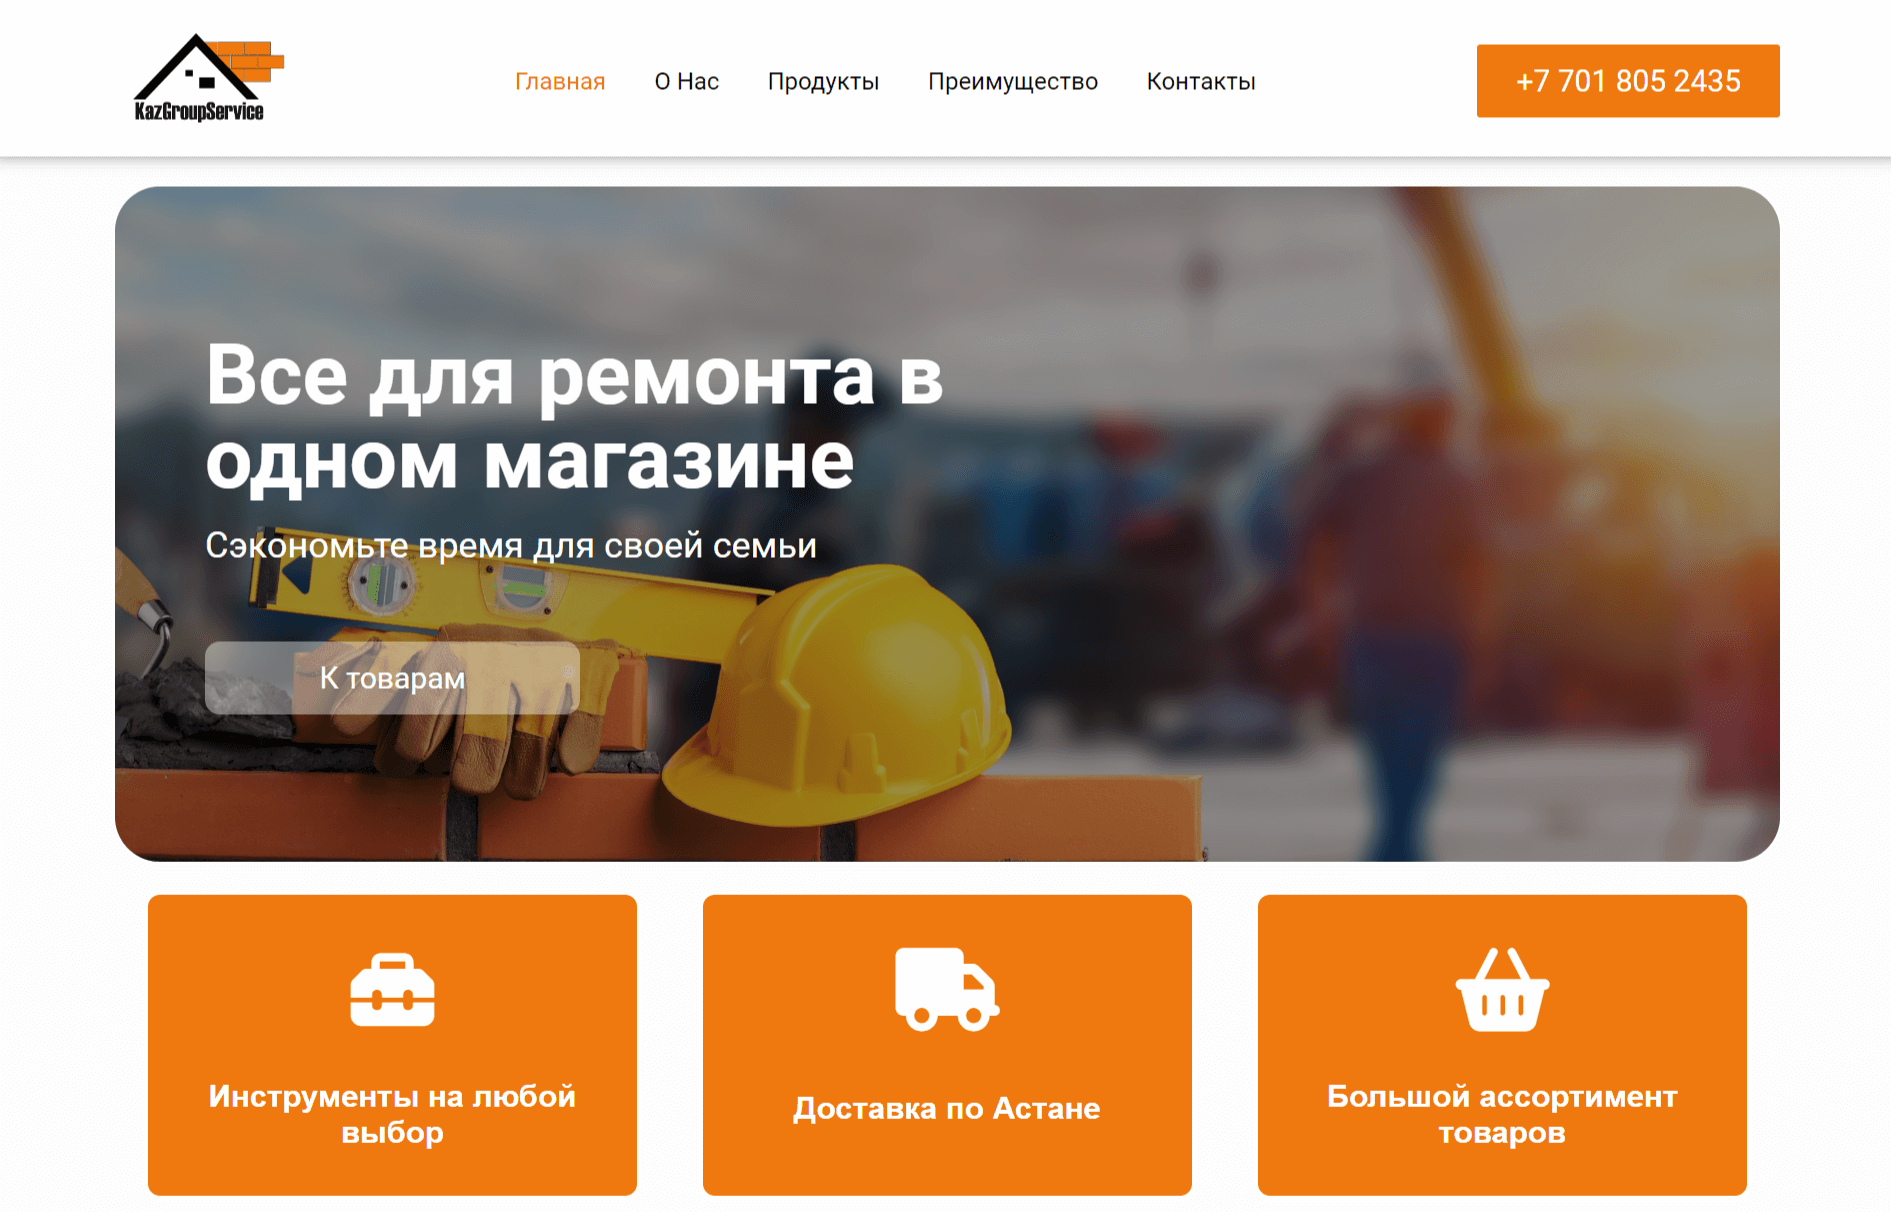 KazGroupService
Главная
О Нас
Продукты
Преимущество
Контакты
+7 701 805 2435
Все для ремонта в
одном магазине
Сэкономьте время для своей семьи
К товарам
Инструменты на любой
выбор
Доставка по Астане
Большой ассортимент
товаров